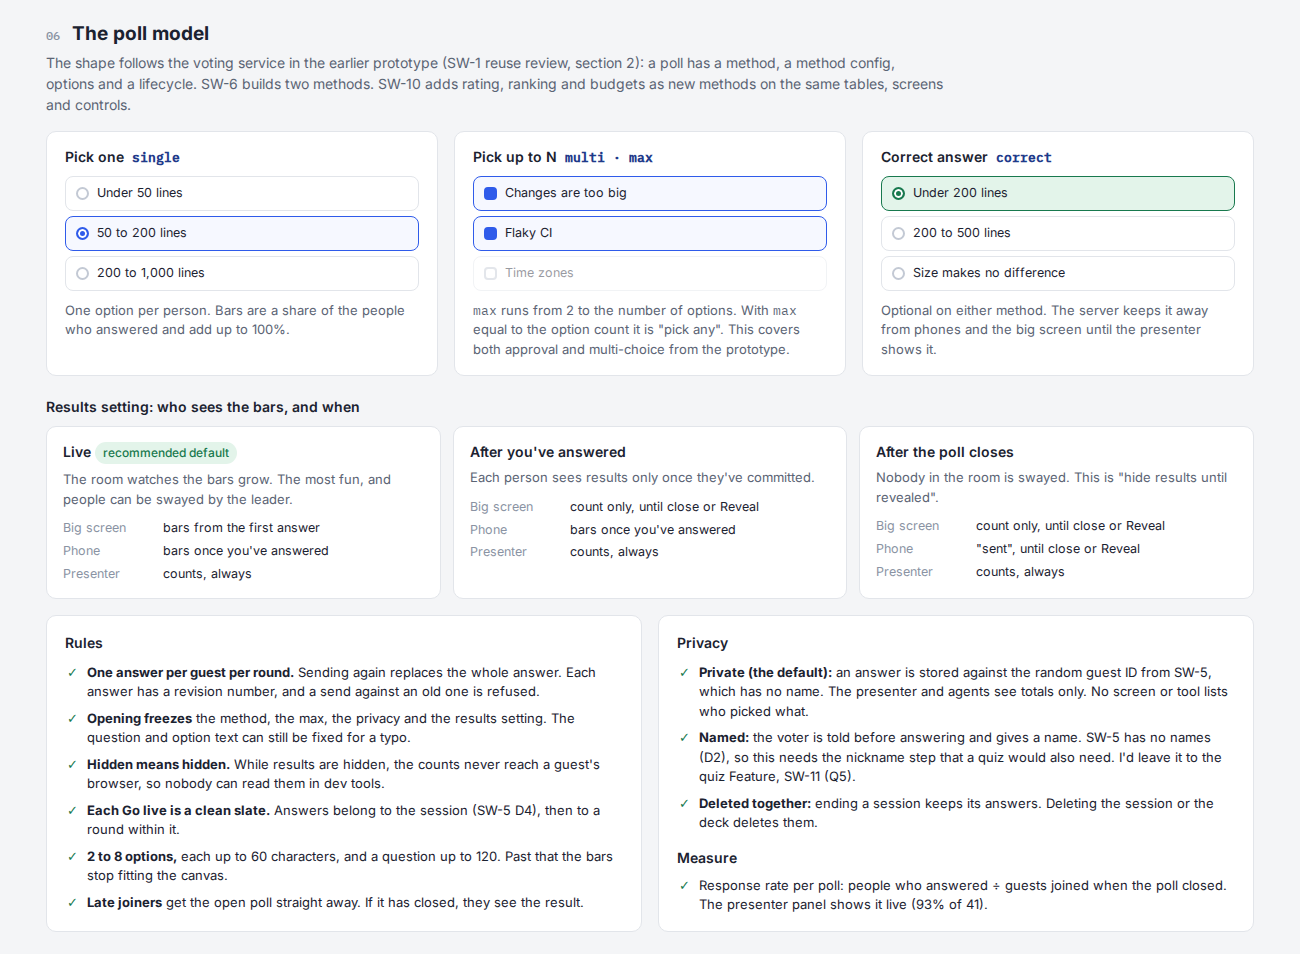 06 The poll model
The shape follows the voting service in the earlier prototype (SW-1 reuse review, section 2): a poll has a method, a method config,
options and a lifecycle. SW-6 builds two methods. SW-10 adds rating, ranking and budgets as new methods on the same tables, screens
and controls.
Pick one single
Under 50 lines
50 to 200 lines
200 to 1,000 lines
One option per person. Bars are a share of the people
who answered and add up to 100%.
Pick up to N multi · max
Changes are too big
Flaky CI
Time zones
max runs from 2 to the number of options. With max
equal to the option count it is "pick any". This covers
both approval and multi-choice from the prototype.
Correct answer correct
Under 200 lines
200 to 500 lines
Size makes no difference
Optional on either method. The server keeps it away
from phones and the big screen until the presenter
shows it.
Results setting: who sees the bars, and when
Live recommended default
The room watches the bars grow. The most fun, and
people can be swayed by the leader.
Big screen bars from the first answer
Phone bars once you've answered
Presenter counts, always
After you've answered
Each person sees results only once they've committed.
Big screen count only, until close or Reveal
Phone bars once you've answered
Presenter counts, always
After the poll closes
Nobody in the room is swayed. This is "hide results until
revealed".
Big screen count only, until close or Reveal
Phone "sent", until close or Reveal
Presenter counts, always
Rules
✓ One answer per guest per round. Sending again replaces the whole answer. Each
answer has a revision number, and a send against an old one is refused.
✓ Opening freezes the method, the max, the privacy and the results setting. The
question and option text can still be fixed for a typo.
✓ Hidden means hidden. While results are hidden, the counts never reach a guest's
browser, so nobody can read them in dev tools.
✓ Each Go live is a clean slate. Answers belong to the session (SW-5 D4), then to a
round within it.
✓ 2 to 8 options, each up to 60 characters, and a question up to 120. Past that the bars
stop fitting the canvas.
✓ Late joiners get the open poll straight away. If it has closed, they see the result.
Privacy
✓ Private (the default): an answer is stored against the random guest ID from SW-5,
which has no name. The presenter and agents see totals only. No screen or tool lists
who picked what.
✓ Named: the voter is told before answering and gives a name. SW-5 has no names
(D2), so this needs the nickname step that a quiz would also need. I'd leave it to the
quiz Feature, SW-11 (Q5).
✓ Deleted together: ending a session keeps its answers. Deleting the session or the
deck deletes them.
Measure
✓ Response rate per poll: people who answered ÷ guests joined when the poll closed.
The presenter panel shows it live (93% of 41).